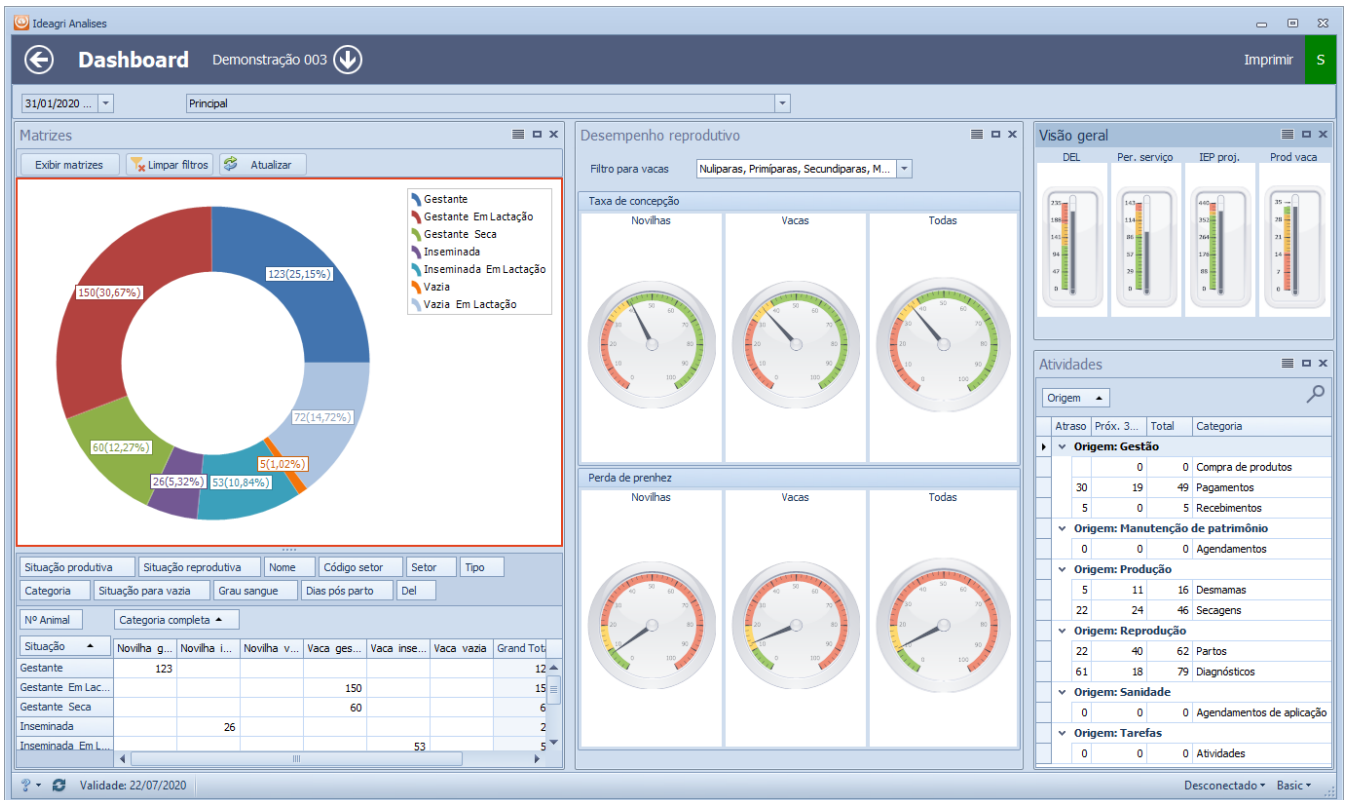 Ideagri Analises
Dashboard Demonstração 003 Imprimir S
31/01/2020 ... Principal
Matrizes
Exibir matrizes Limpar filtros Atualizar
Gestante
Gestante Em Lactação
Gestante Seca
Inseminada
Inseminada Em Lactação
Vazia
Vazia Em Lactação
123(25,15%)
150(30,67%)
72(14,72%)
60(12,27%)
5(1,02%)
26(5,32%) 53(10,84%)
Situação produtiva Situação reprodutiva Nome Código setor Setor Tipo
Categoria Situação para vazia Grau sangue Dias pós parto Del
Nº Animal Categoria completa
Situação Novilha g... Novilha i... Novilha v... Vaca ges... Vaca inse... Vaca vazia Grand Tot
Gestante 123 12
Gestante Em Lac... 150 15
Gestante Seca 60 6
Inseminada 26 2
Inseminada Em L... 53 5
Desempenho reprodutivo
Filtro para vacas Nuliparas, Primíparas, Secundiparas, M...
Taxa de concepção
Novilhas Vacas Todas
Perda de prenhez
Novilhas Vacas Todas
Visão geral
DEL Per. serviço IEP proj. Prod vaca
Atividades
Origem
Atraso Próx. 3... Total Categoria
Origem: Gestão
0 0 Compra de produtos
30 19 49 Pagamentos
5 0 5 Recebimentos
Origem: Manutenção de patrimônio
0 0 0 Agendamentos
Origem: Produção
5 11 16 Desmamas
22 24 46 Secagens
Origem: Reprodução
22 40 62 Partos
61 18 79 Diagnósticos
Origem: Sanidade
0 0 0 Agendamentos de aplicação
Origem: Tarefas
0 0 0 Atividades
Validade: 22/07/2020 Desconectado Basic